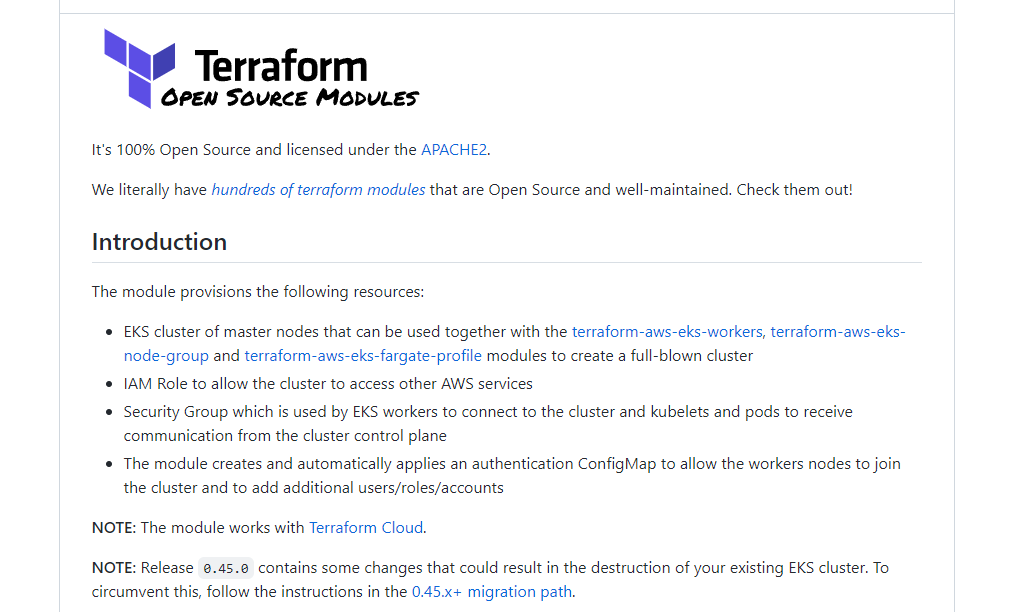 Terraform
Open Source Modules
It's 100% Open Source and licensed under the APACHE2.
We literally have hundreds of terraform modules that are Open Source and well-maintained. Check them out!
Introduction
The module provisions the following resources:
• EKS cluster of master nodes that can be used together with the terraform-aws-eks-workers, terraform-aws-eks-
node-group and terraform-aws-eks-fargate-profile modules to create a full-blown cluster
• IAM Role to allow the cluster to access other AWS services
• Security Group which is used by EKS workers to connect to the cluster and kubelets and pods to receive
communication from the cluster control plane
• The module creates and automatically applies an authentication ConfigMap to allow the workers nodes to join
the cluster and to add additional users/roles/accounts
NOTE: The module works with Terraform Cloud.
NOTE: Release 0.45.0 contains some changes that could result in the destruction of your existing EKS cluster. To
circumvent this, follow the instructions in the 0.45.x+ migration path.